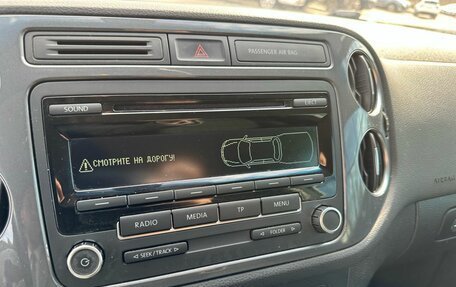 PASSENGER AIR BAG
SOUND
EJECT
СМОТРИТЕ НА ДОРОГУ!
RADIO
MEDIA
TP
MENU
SEEK / TRACK
FOLDER